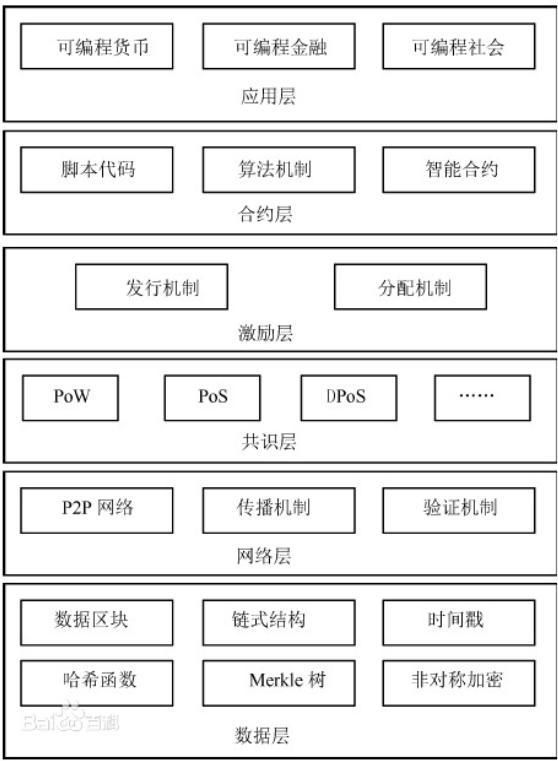 可编程货币 可编程金融 可编程社会
应用层
脚本代码 算法机制 智能合约
合约层
发行机制 分配机制
激励层
PoW PoS DPoS ……
共识层
P2P 网络 传播机制 验证机制
网络层
数据区块 链式结构 时间戳
哈希函数 Merkle 树 非对称加密
Bai 百科
数据层